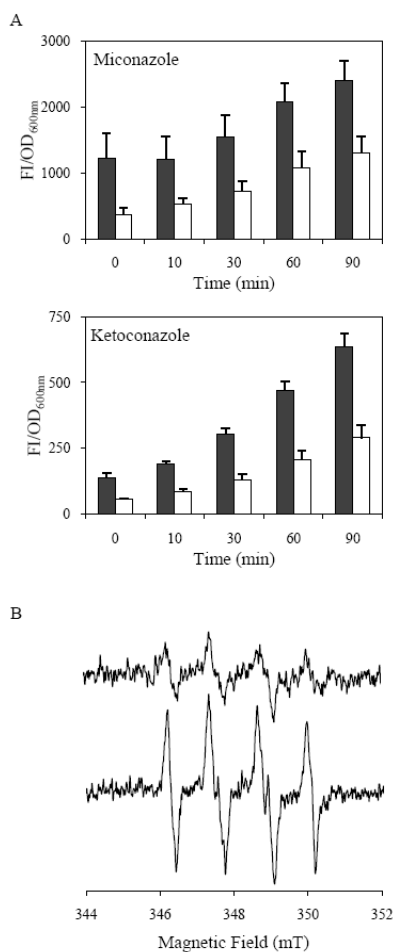 A
Miconazole
3000
2000
1000
0
FI/OD600nm
0 10 30 60 90
Time (min)
Ketoconazole
750
500
250
0
FI/OD600nm
0 10 30 60 90
Time (min)
B
344 346 348 350 352
Magnetic Field (mT)